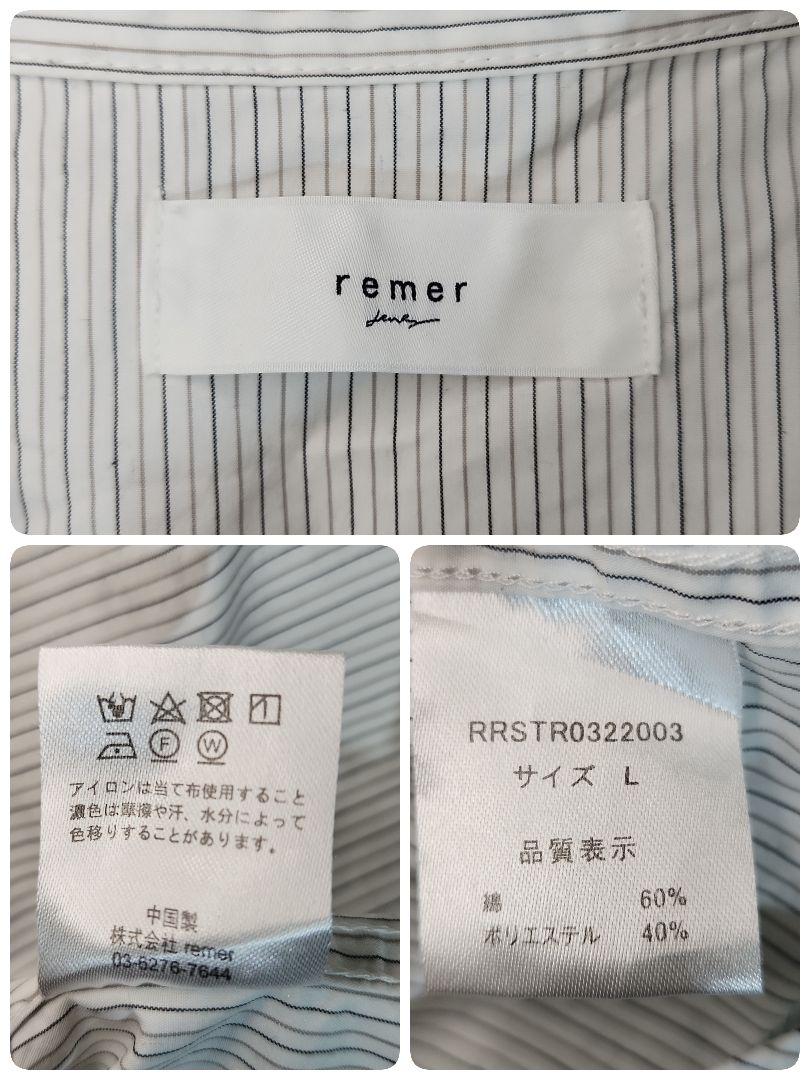 remer
アイロンは当て布使用すること
濃色は摩擦や汗、水分によって
色移りすることがあります。
中国製
株式会社 remer
03-6276-7644
RRSTR0322003
サイズ L
品質表示
綿 60%
ポリエステル 40%